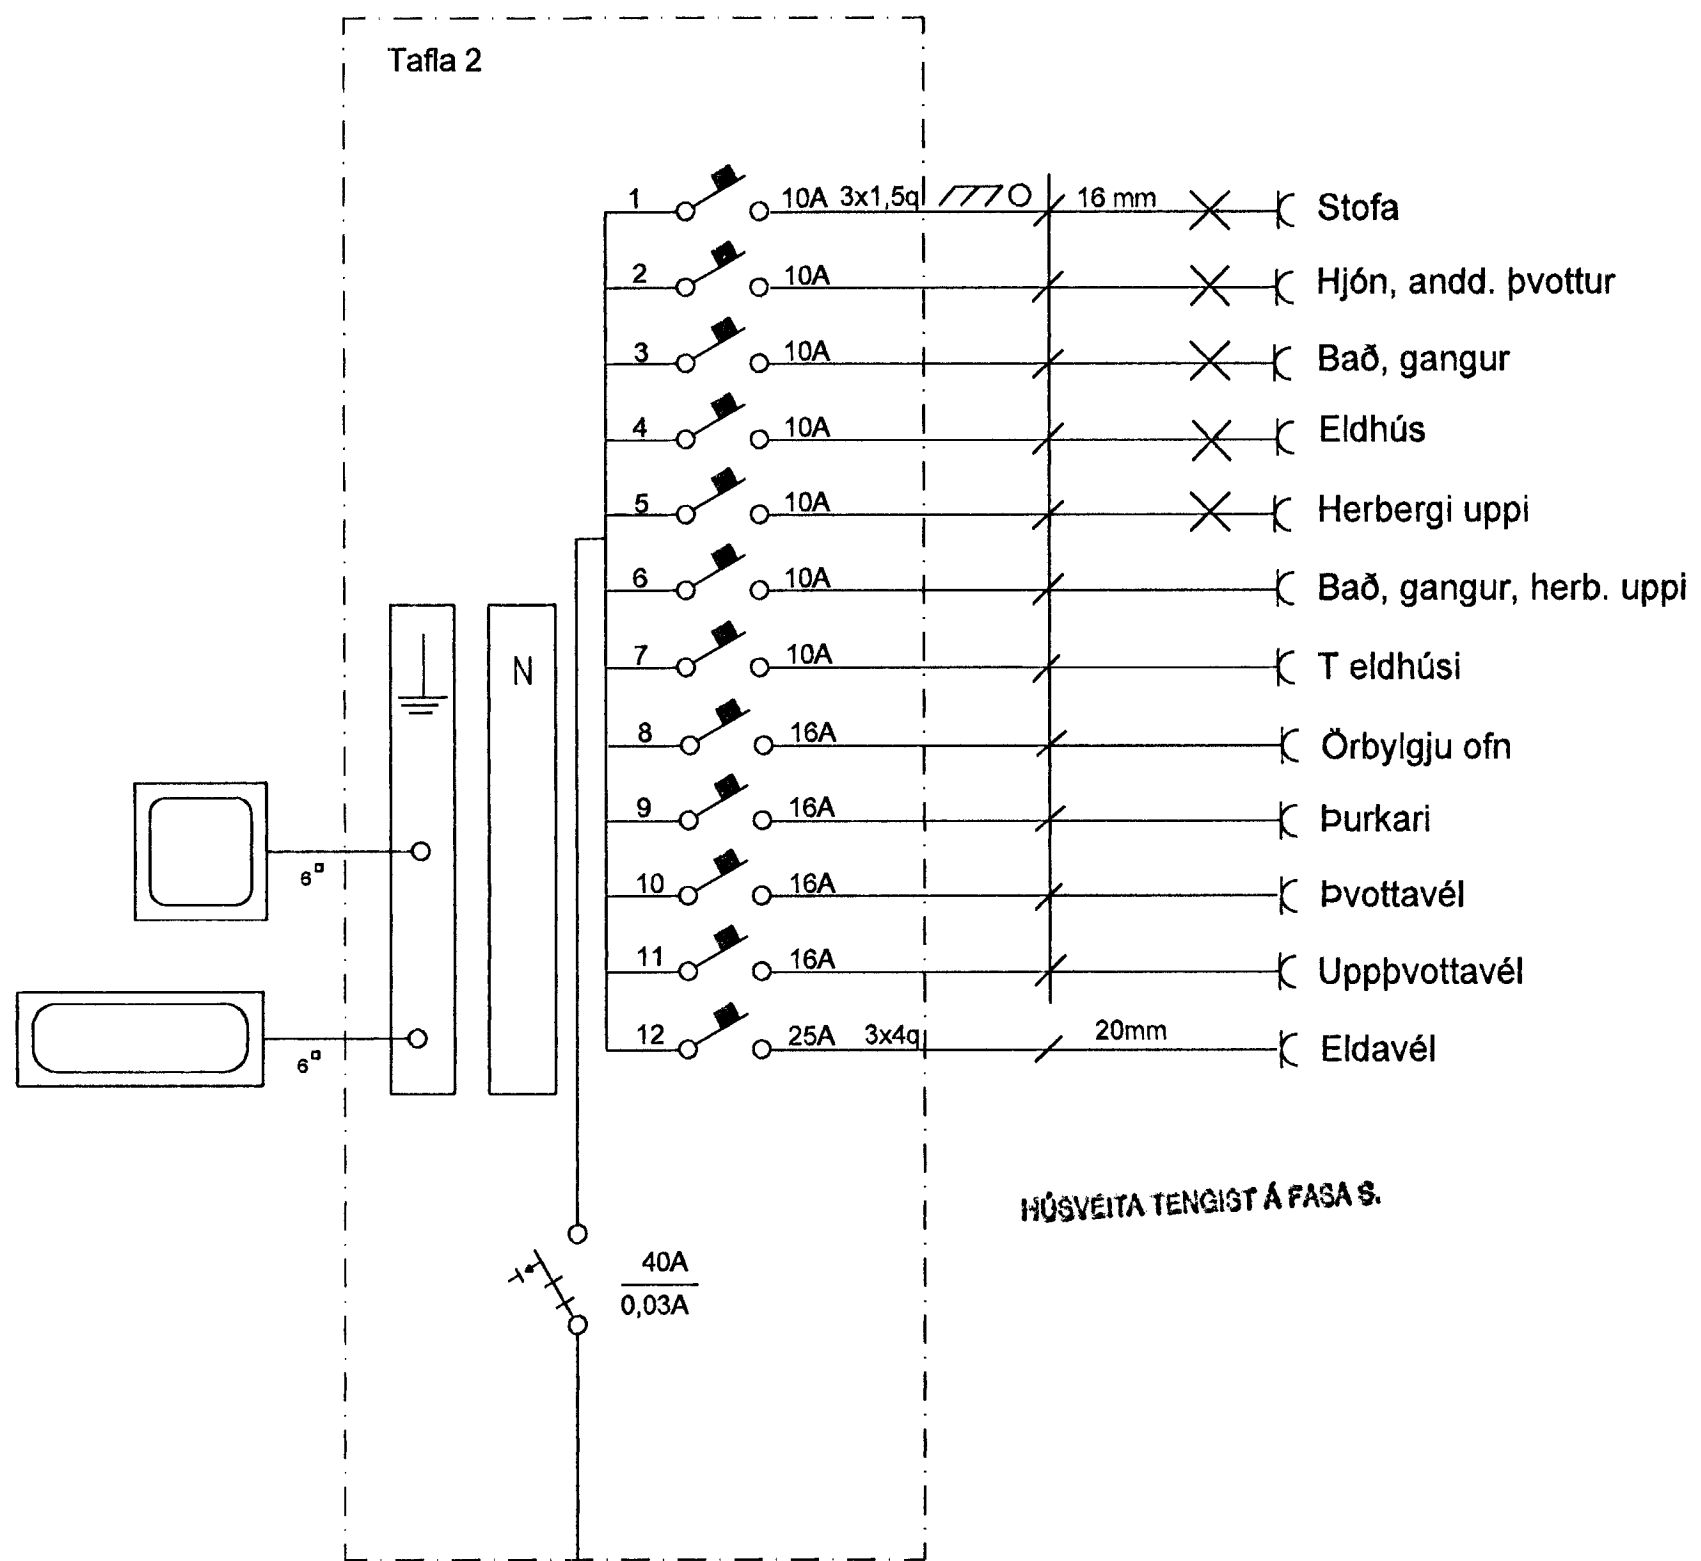 Tafla 2
1 10A 3x1,5q 16 mm Stofa
2 10A Hjón, andd. þvottur
3 10A Bað, gangur
4 10A Eldhús
5 10A Herbergi uppi
6 10A Bað, gangur, herb. uppi
7 10A T eldhúsi
N
8 16A Örbylgju ofn
9 16A Þurkari
6▫
10 16A Þvottavél
11 16A Uppþvottavél
12 25A 3x4q 20mm Eldavél
6▫
HÚSVEITA TENGIST Á FASA S.
40A
0,03A